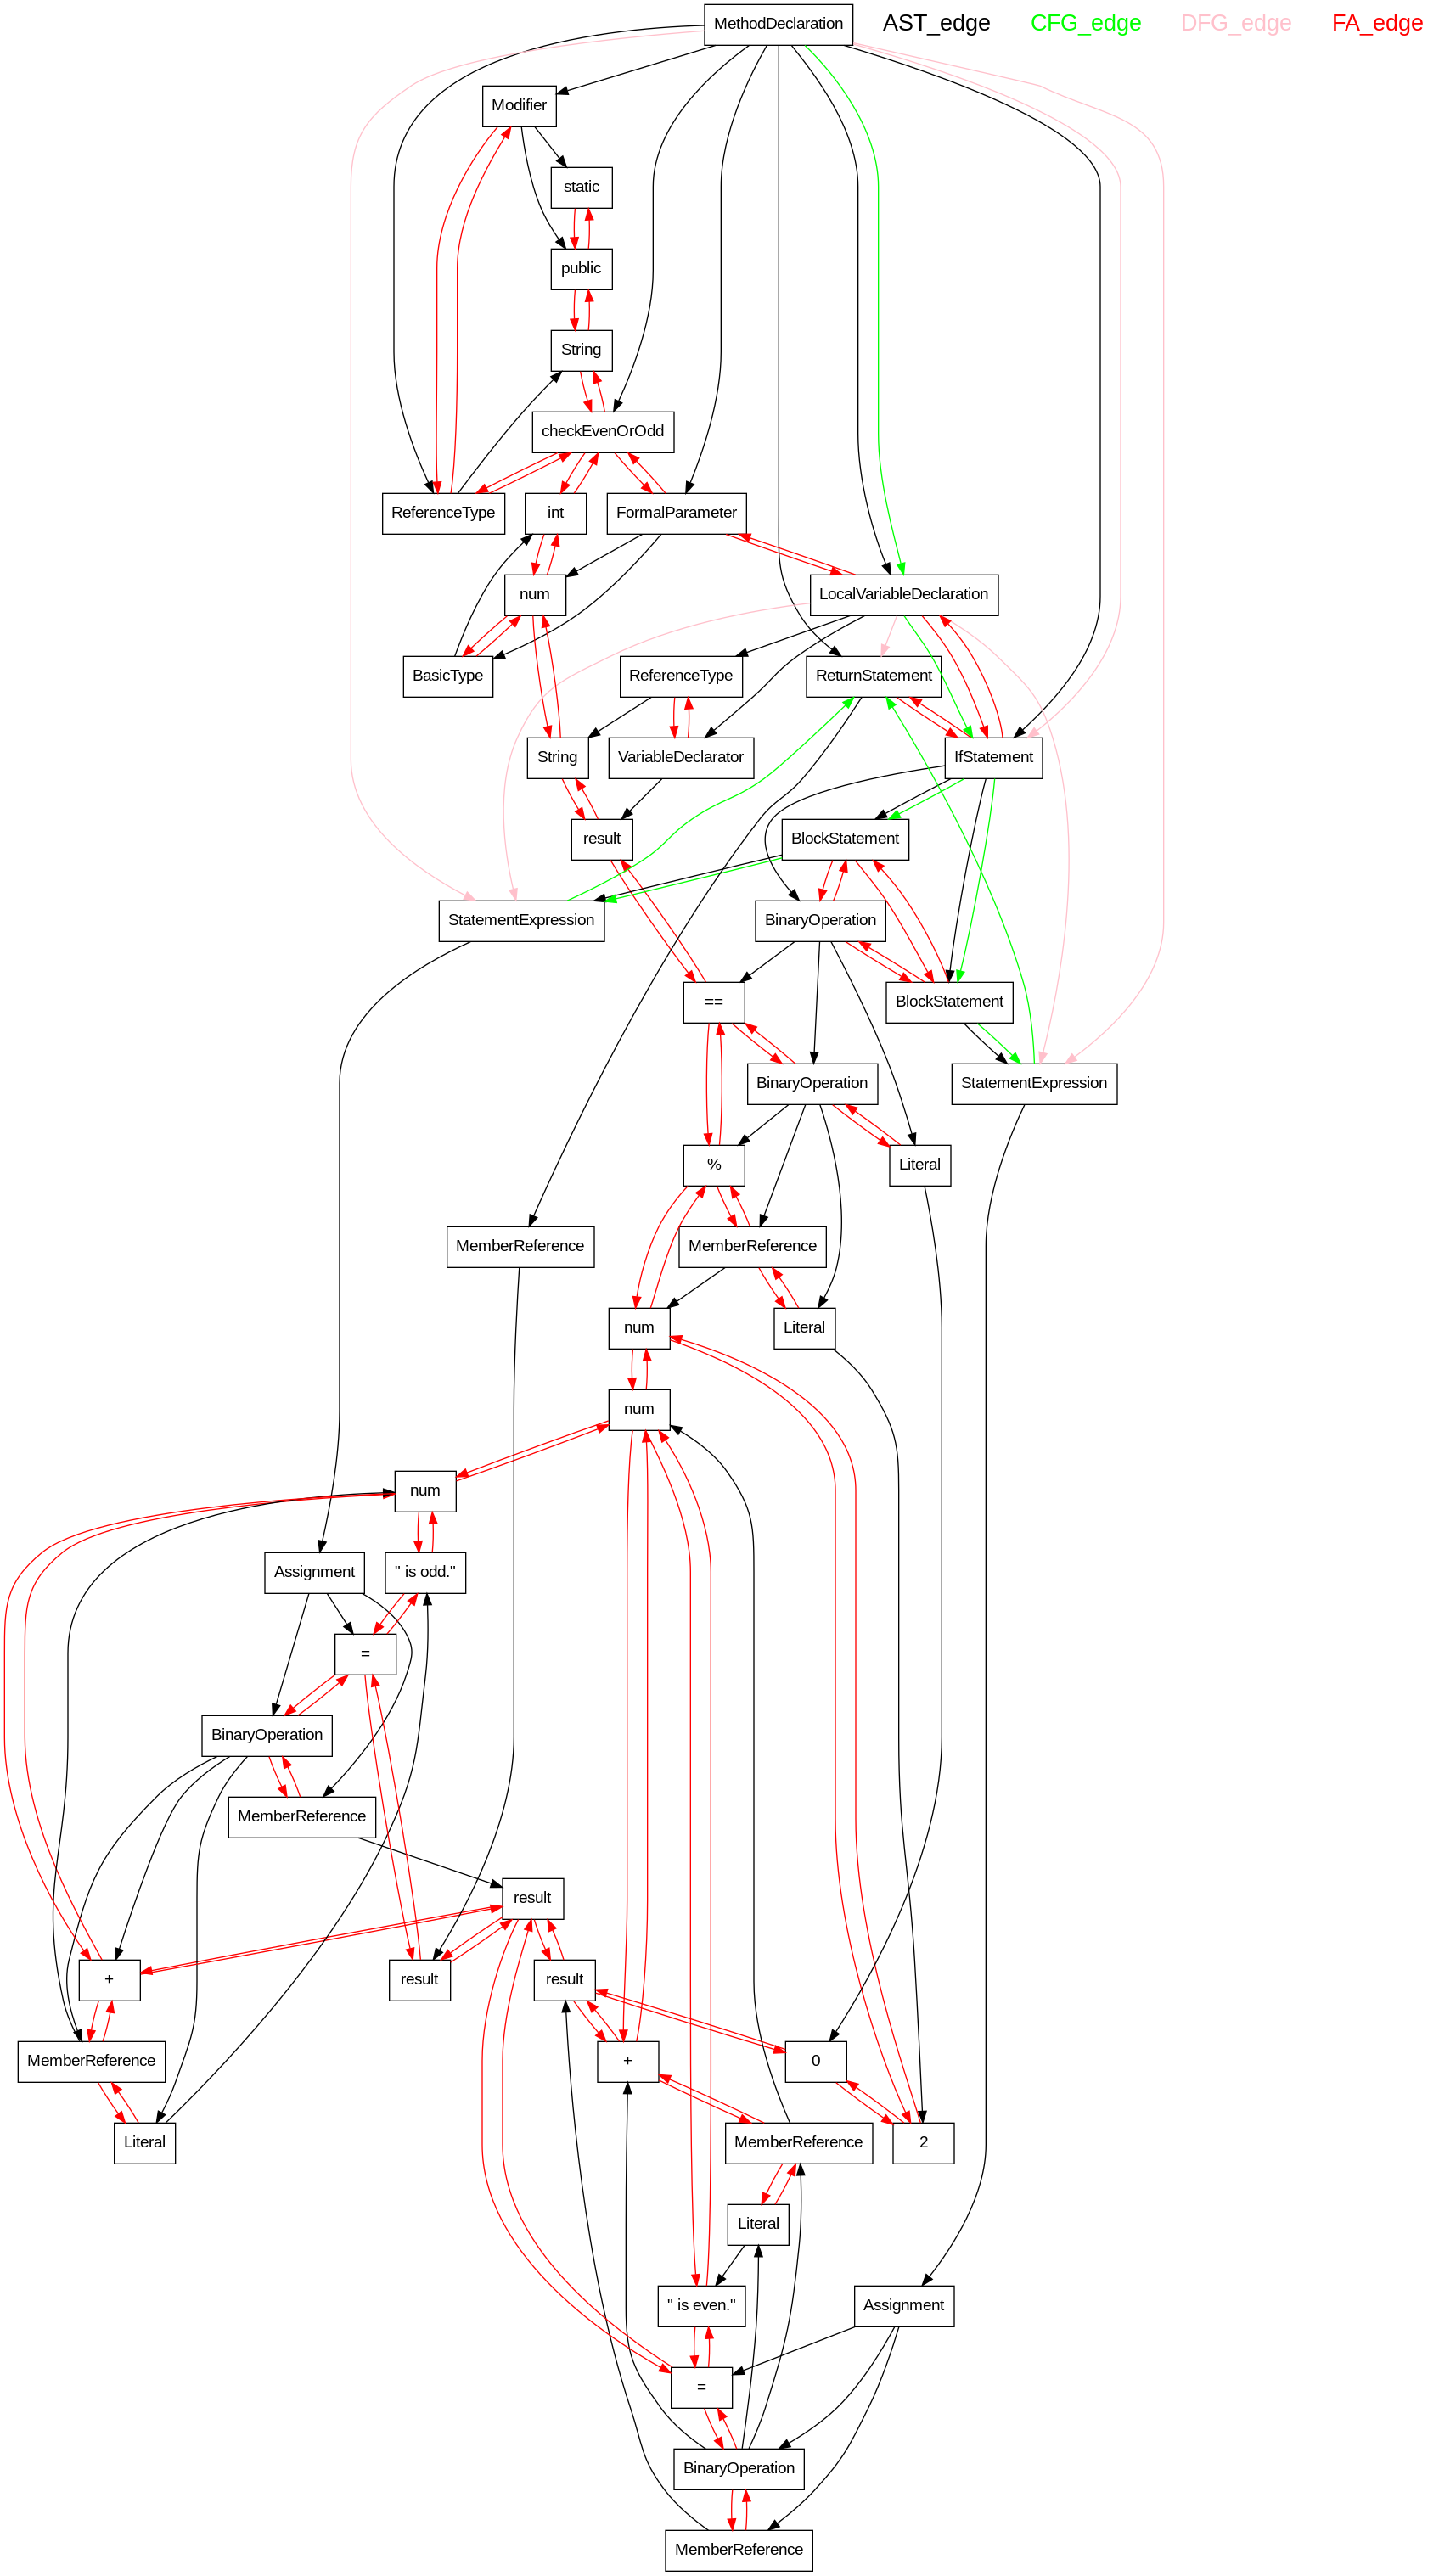 MethodDeclaration
AST_edge
CFG_edge
DFG_edge
FA_edge
Modifier
static
public
String
checkEvenOrOdd
ReferenceType
int
FormalParameter
num
LocalVariableDeclaration
BasicType
ReferenceType
ReturnStatement
String
VariableDeclarator
IfStatement
result
BlockStatement
StatementExpression
BinaryOperation
==
BlockStatement
BinaryOperation
StatementExpression
%
Literal
MemberReference
MemberReference
num
Literal
num
num
Assignment
" is odd."
=
BinaryOperation
MemberReference
result
+
result
result
MemberReference
+
0
Literal
MemberReference
2
Literal
" is even."
Assignment
=
BinaryOperation
MemberReference